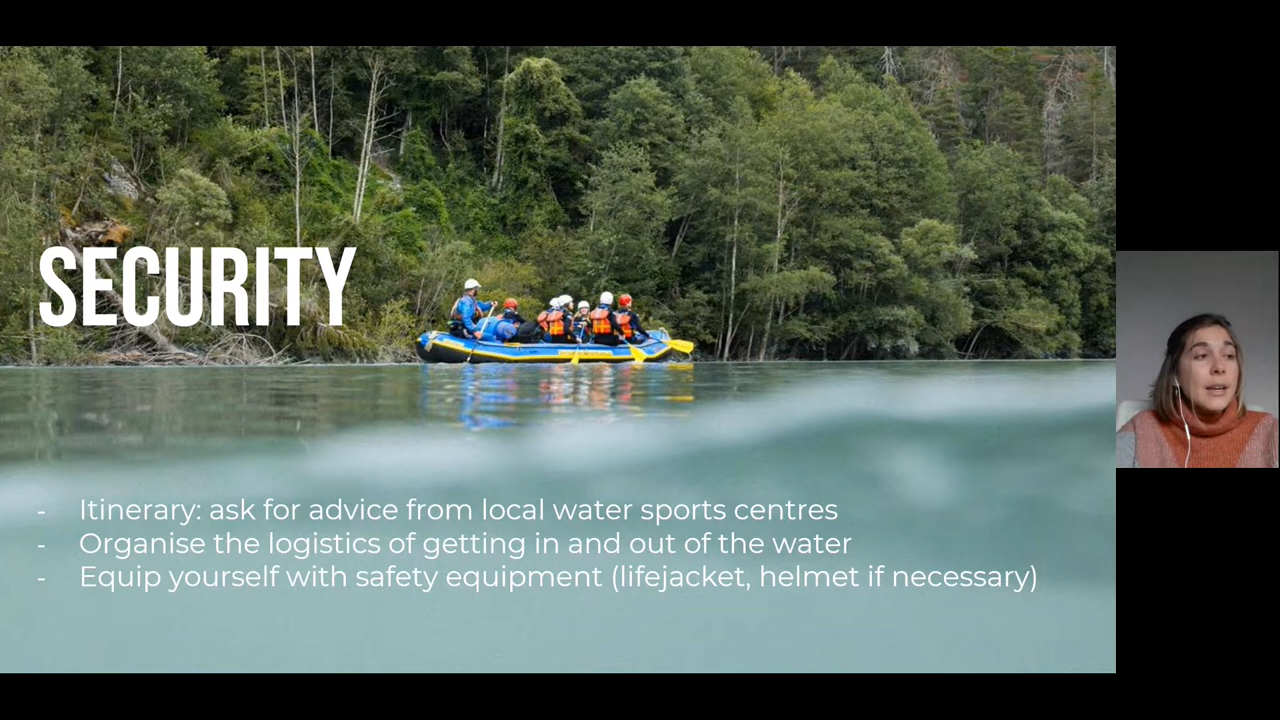 SECURITY
- Itinerary: ask for advice from local water sports centres
- Organise the logistics of getting in and out of the water
- Equip yourself with safety equipment (lifejacket, helmet if necessary)